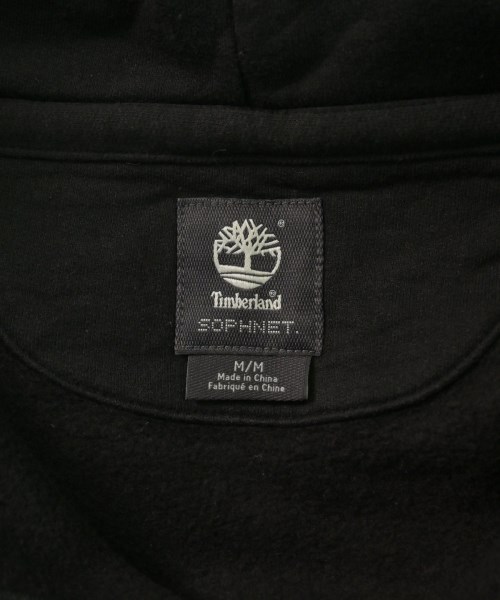 ®
Timberland®
SOPHNET.
M/M
Made in China
Fabriqué en Chine